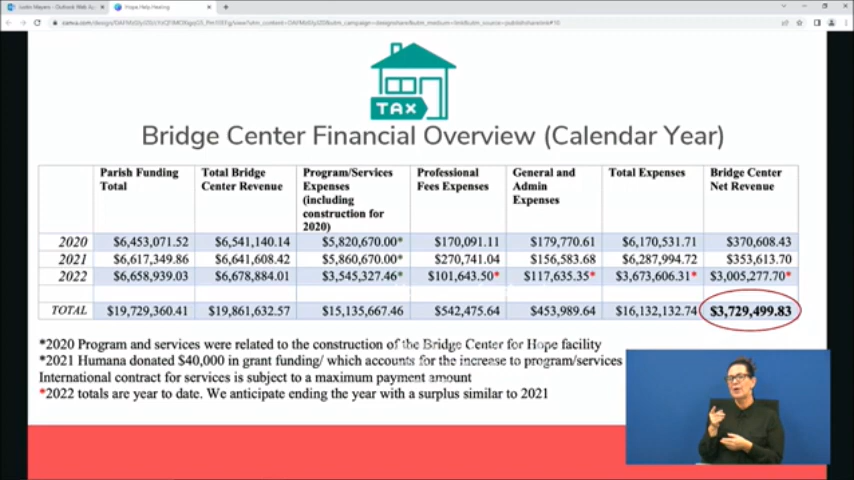 Hope Help Healing
TAX
Bridge Center Financial Overview (Calendar Year)
Parish Funding Total | Total Bridge Center Revenue | Program/Services Expenses (including construction for 2020) | Professional Fees Expenses | General and Admin Expenses | Total Expenses | Bridge Center Net Revenue
2020 | $6,453,071.52 | $6,541,140.14 | $5,820,670.00* | $170,091.11 | $179,770.61 | $6,170,531.71 | $370,608.43
2021 | $6,617,349.86 | $6,641,608.42 | $5,860,670.00* | $270,741.04 | $156,583.68 | $6,287,994.72 | $353,613.70
2022 | $6,658,939.03 | $6,678,884.01 | $3,545,327.46* | $101,643.50* | $117,635.35* | $3,673,606.31* | $3,005,277.70*
TOTAL | $19,729,360.41 | $19,861,632.57 | $15,135,667.46 | $542,475.64 | $453,989.64 | $16,132,132.74 | $3,729,499.83
*2020 Program and services were related to the construction of the Bridge Center for Hope facility
*2021 Humana donated $40,000 in grant funding/ which accounts for the increase to program/services
International contract for services is subject to a maximum payment amount
*2022 totals are year to date. We anticipate ending the year with a surplus similar to 2021